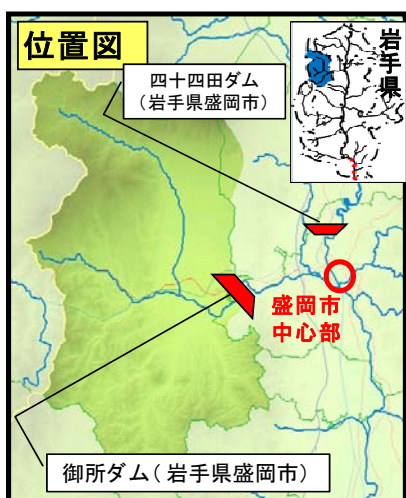 位置図
岩手県
四十四田ダム
（岩手県盛岡市）
盛岡市
中心部
御所ダム（岩手県盛岡市）